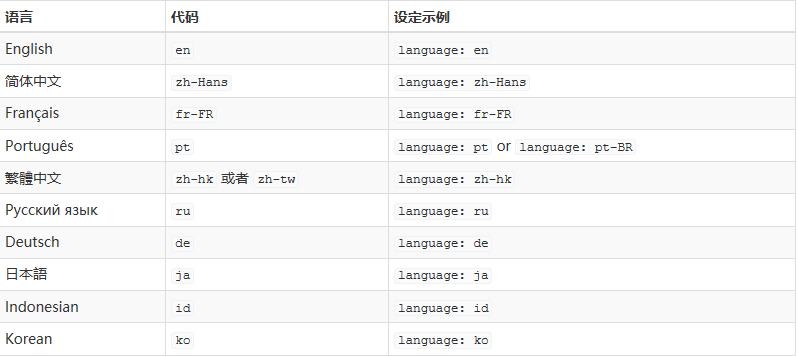 语言 代码 设定示例
English en language: en
简体中文 zh-Hans language: zh-Hans
Français fr-FR language: fr-FR
Português pt language: pt or language: pt-BR
繁體中文 zh-hk 或者 zh-tw language: zh-hk
Русский язык ru language: ru
Deutsch de language: de
日本語 ja language: ja
Indonesian id language: id
Korean ko language: ko